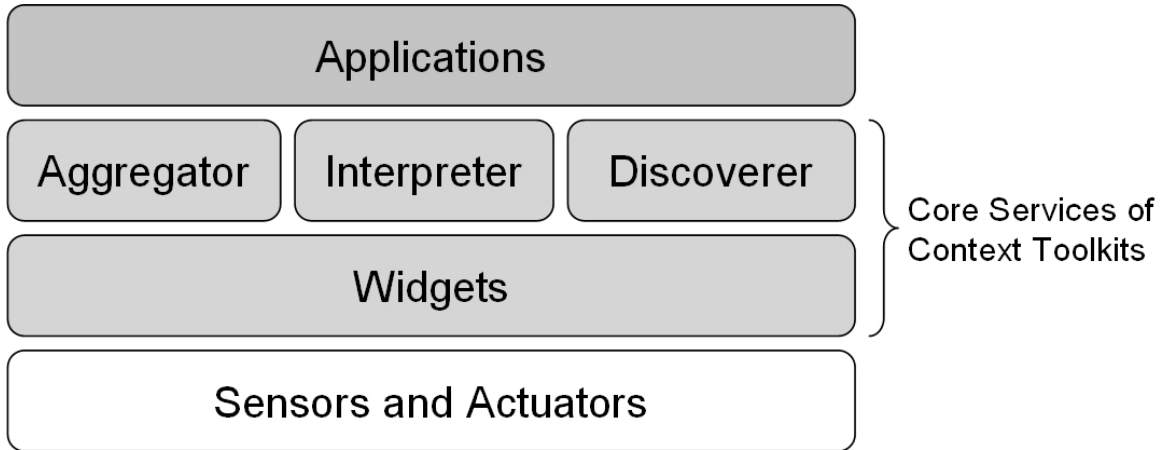 Applications
Aggregator
Interpreter
Discoverer
Core Services of
Context Toolkits
Widgets
Sensors and Actuators